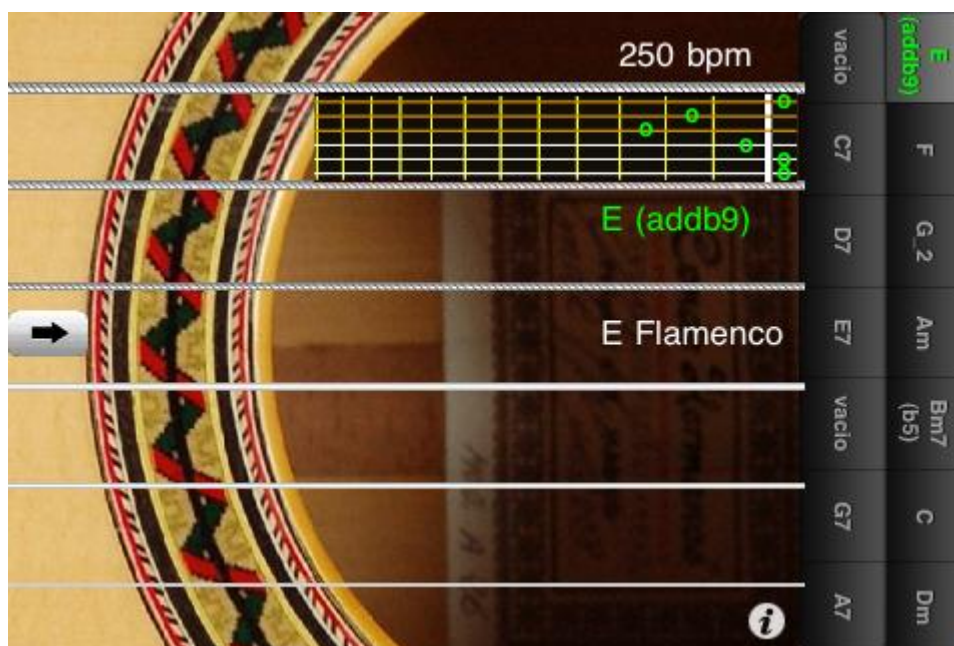 250 bpm
E (addb9)
E Flamenco
i
vacio
C7
D7
E7
vacio
G7
A7
E
(addb9)
F
G_2
Am
Bm7
(b5)
C
Dm